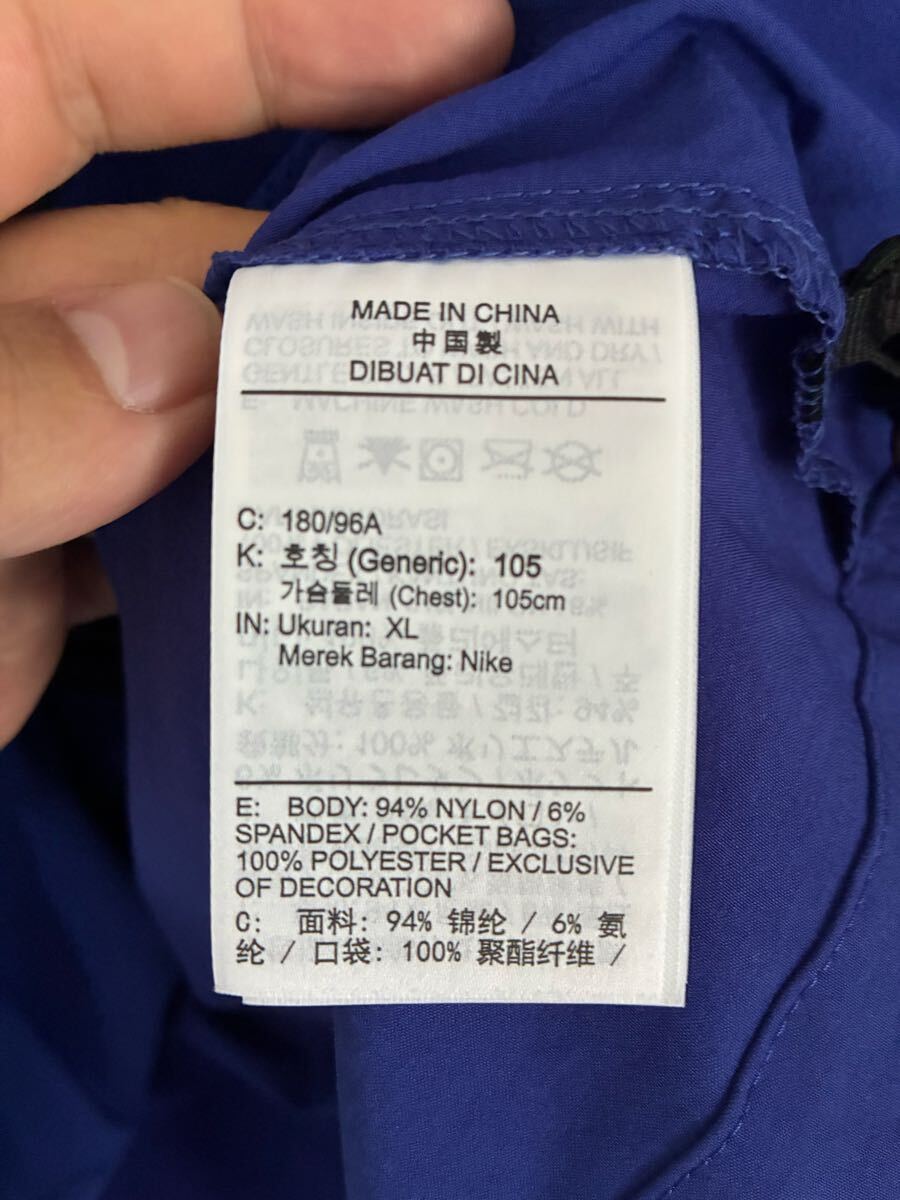 MADE IN CHINA
中国製
DIBUAT DI CINA
C: 180/96A
K: 호칭 (Generic): 105
가슴둘레 (Chest): 105cm
IN: Ukuran: XL
Merek Barang: Nike
E: BODY: 94% NYLON / 6%
SPANDEX / POCKET BAGS:
100% POLYESTER / EXCLUSIVE
OF DECORATION
C: 面料: 94% 锦纶 / 6% 氨
纶 / 口袋: 100% 聚酯纤维 /